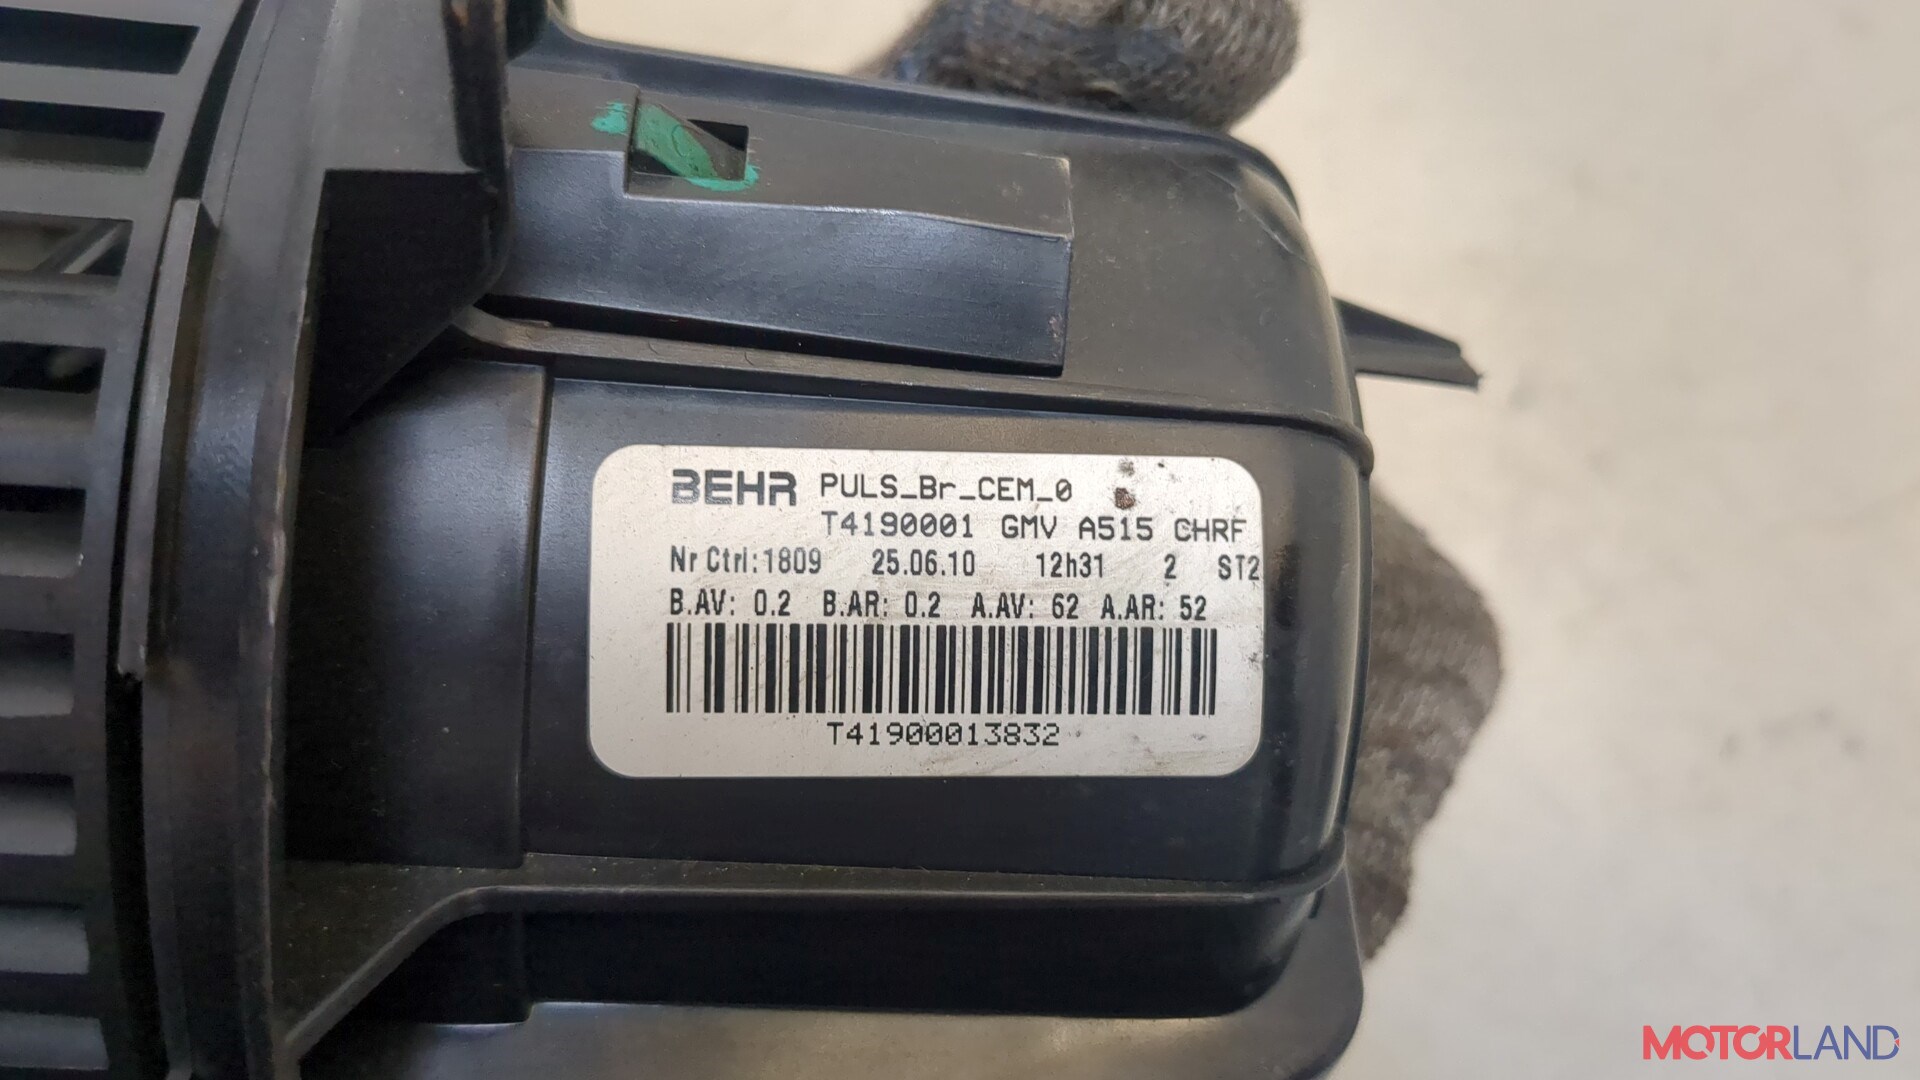 BEHR PULS_Br_CEM_0
T4190001 GMV A515 CHRF
Nr Ctrl:1809 25.06.10 12h31 2 ST2
B.AV: 0.2 B.AR: 0.2 A.AV: 62 A.AR: 52
T41900013832
MOTORLAND